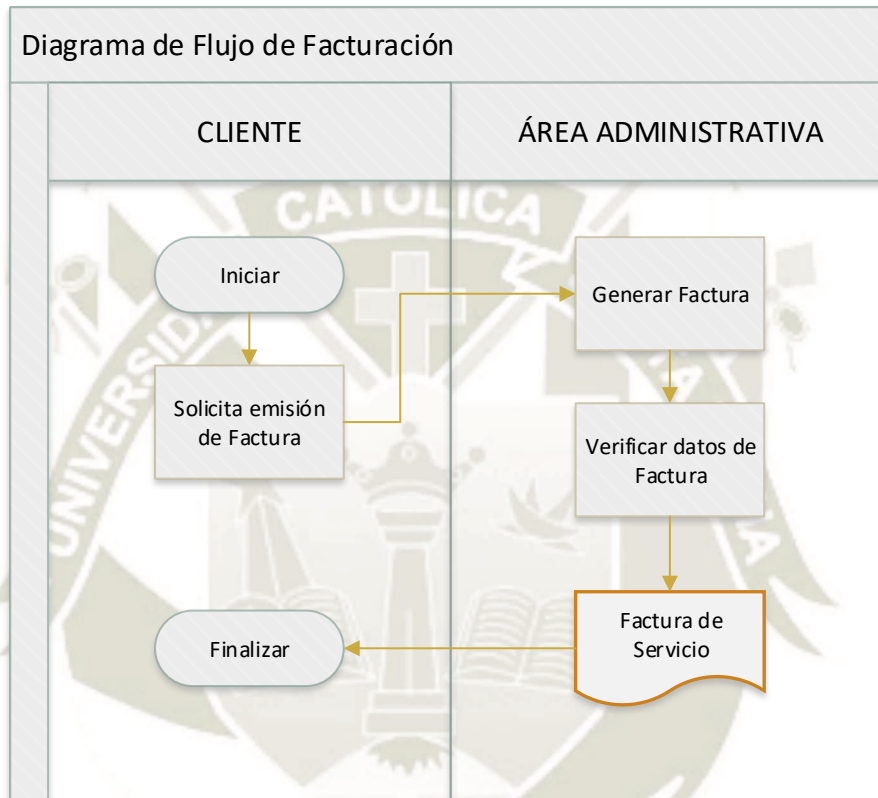 Diagrama de Flujo de Facturación
CLIENTE
ÁREA ADMINISTRATIVA
CATOLICA
UNIVERSIDA
Iniciar
Generar Factura
Solicita emisión
de Factura
Verificar datos de
Factura
Factura de
Servicio
Finalizar